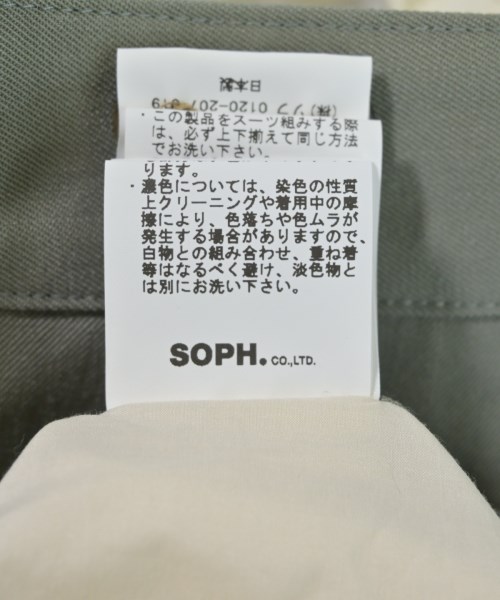 日本製
(株)ソフ 0120-207-
・この製品をスーツ組みする際
は、必ず上下揃えて同じ方法
でお洗い下さい。
ります。
・濃色については、染色の性質
上クリーニングや着用中の摩
擦により、色落ちや色ムラが
発生する場合がありますので、
白物との組み合わせ、重ね着
等はなるべく避け、淡色物と
は別にお洗い下さい。
SOPH. CO.,LTD.